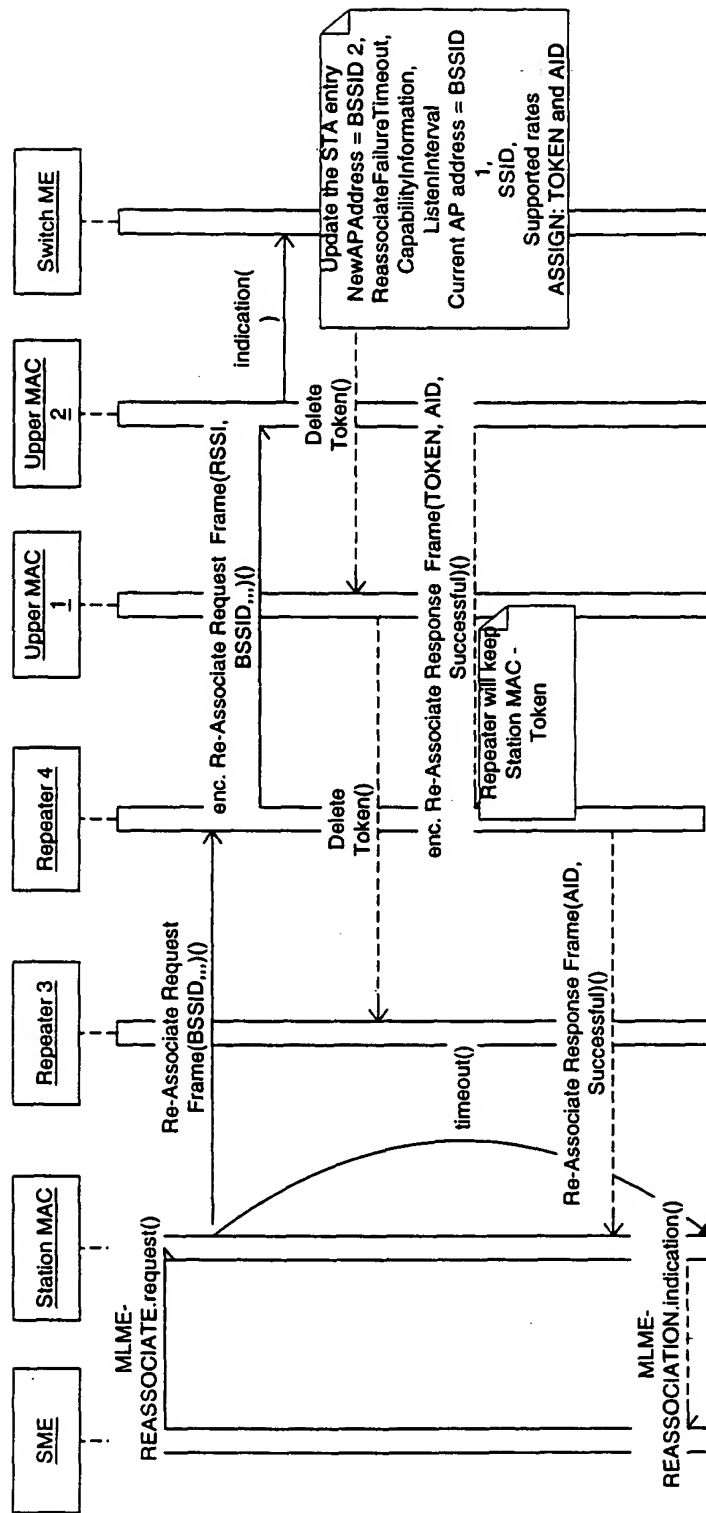 SME
Station MAC
Repeater 3
Repeater 4
Upper MAC
1
Upper MAC
2
Switch ME
MLME-
REASSOCIATE.request()
Re-Associate Request
Frame(BSSID,,,)()
enc. Re-Associate Request Frame(RSSI,
BSSID,,,)()
indication(
)
Update the STA entry
NewAPAddress = BSSID 2,
ReassociateFailureTimeout,
CapabilityInformation,
ListenInterval
Current AP address = BSSID
1,
SSID,
Supported rates
ASSIGN: TOKEN and AID
Delete
Token()
Delete
Token()
enc. Re-Associate Response Frame(TOKEN, AID,
Successful)()
Repeater will keep
Station MAC -
Token
timeout()
Re-Associate Response Frame(AID,
Successful)()
MLME-
REASSOCIATION.indication()